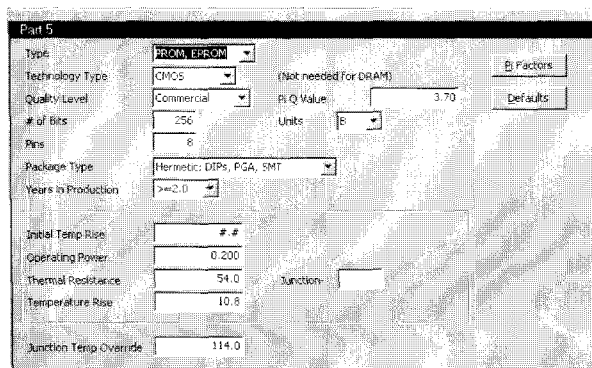 Part 5
Type PROM, EPROM
Technology Type CMOS (Not needed for DRAM) Pi Factors
Quality Level Commercial Pi Q Value 3.70 Defaults
# of Bits 256 Units B
Pins 8
Package Type Hermetic: DIPs, PGA, SMT
Years in Production >=2.0
Initial Temp Rise #.#
Operating Power 0.200
Thermal Resistance 54.0 Junction-
Temperature Rise 10.8
Junction Temp Override 114.0